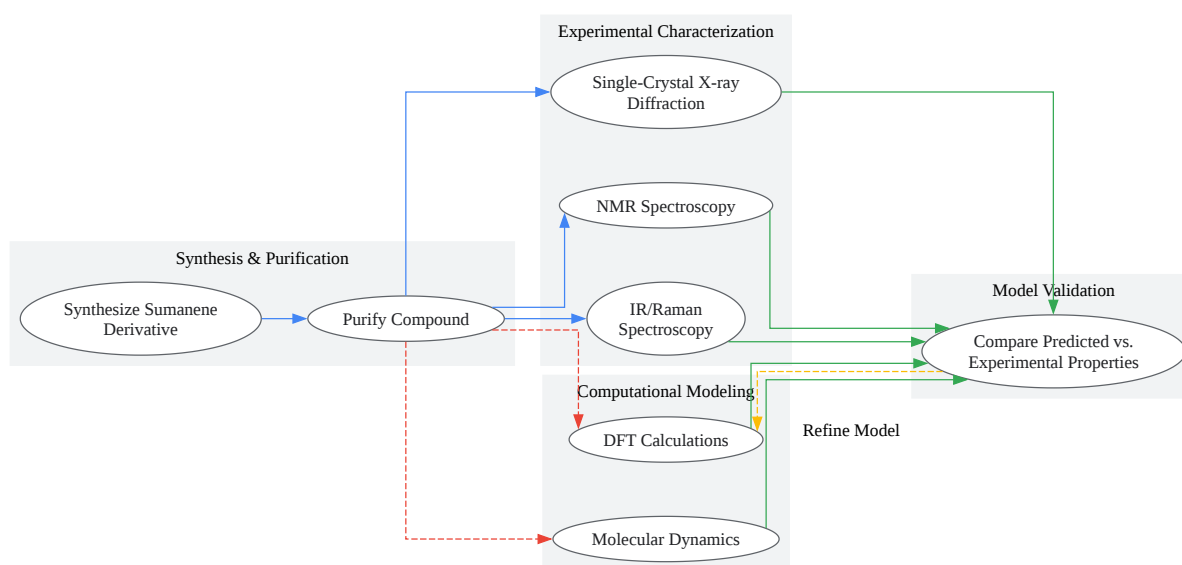 Experimental Characterization
Single-Crystal X-ray
Diffraction
NMR Spectroscopy
Synthesis & Purification
Synthesize Sumanene
Derivative
Purify Compound
IR/Raman
Spectroscopy
Model Validation
Compare Predicted vs.
Experimental Properties
Computational Modeling
DFT Calculations
Refine Model
Molecular Dynamics